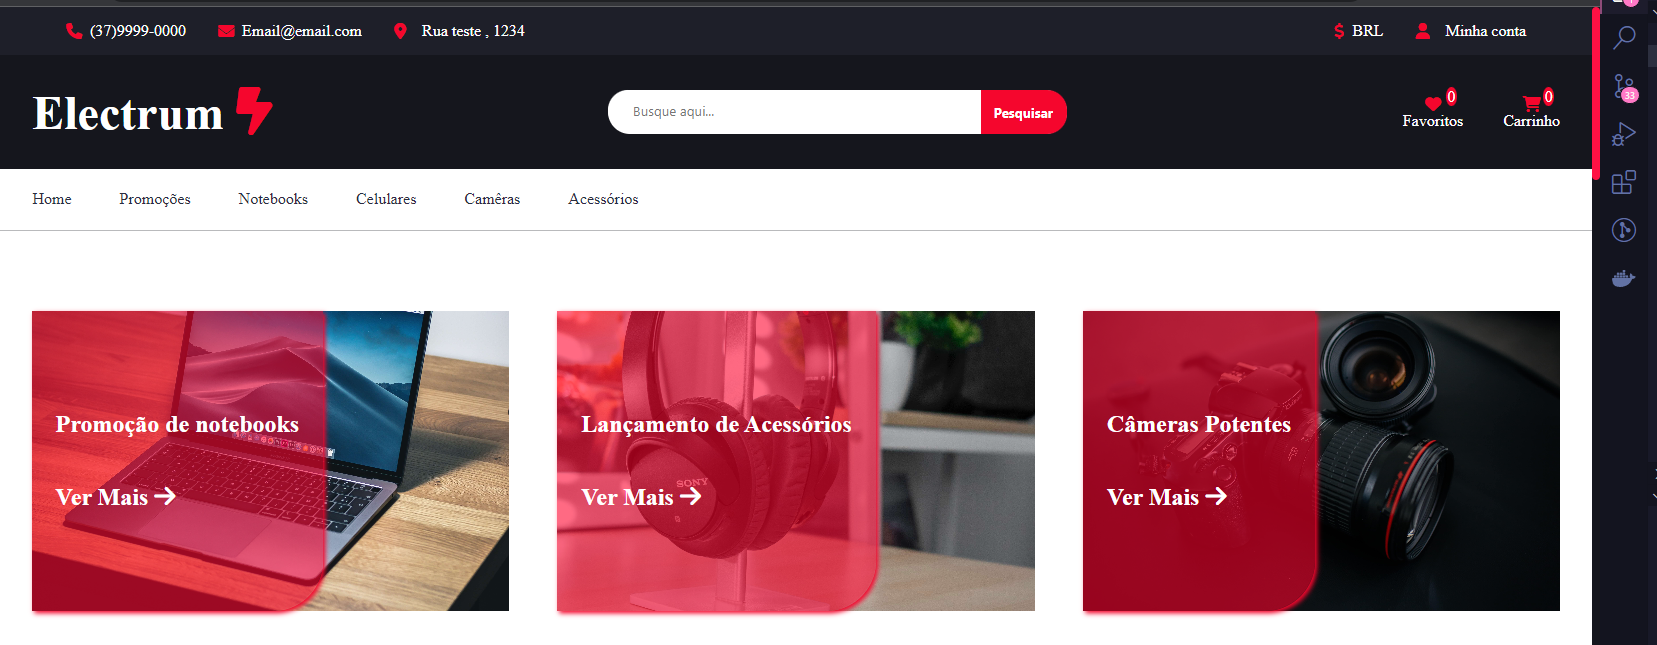 (37)9999-0000 Email@email.com Rua teste , 1234 BRL Minha conta
Electrum
Busque aqui... Pesquisar
0 0
Favoritos Carrinho
33
Home Promoções Notebooks Celulares Camêras Acessórios
Promoção de notebooks
Ver Mais
Lançamento de Acessórios
SONY
Ver Mais
Câmeras Potentes
Ver Mais